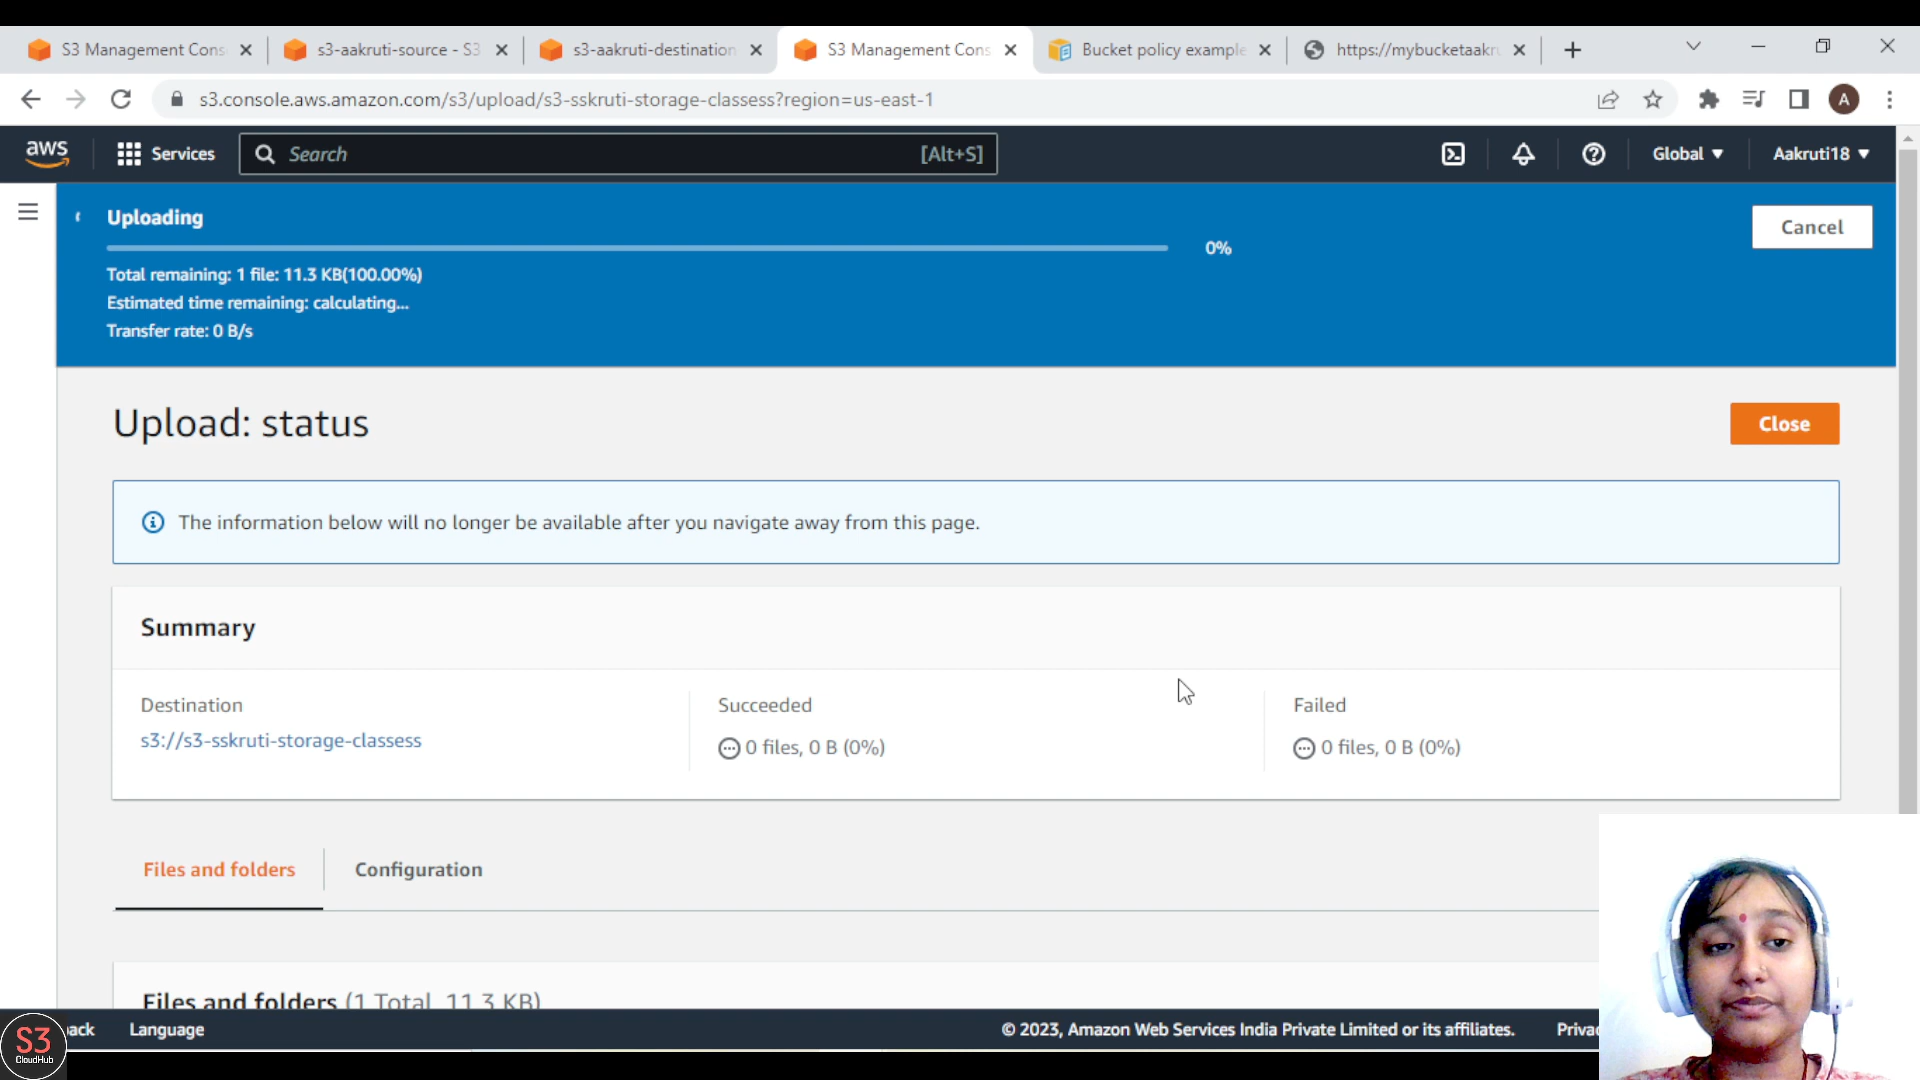 S3 Management Cons
s3-aakruti-source - S3
s3-aakruti-destination
S3 Management Cons
Bucket policy example
https://mybucketaakru
s3.console.aws.amazon.com/s3/upload/s3-sskruti-storage-classess?region=us-east-1
A
aws
Services
Search
[Alt+S]
Global
Aakruti18
Uploading
0%
Cancel
Total remaining: 1 file: 11.3 KB(100.00%)
Estimated time remaining: calculating...
Transfer rate: 0 B/s
Upload: status
Close
The information below will no longer be available after you navigate away from this page.
Summary
Destination
s3://s3-sskruti-storage-classess
Succeeded
0 files, 0 B (0%)
Failed
0 files, 0 B (0%)
Files and folders
Configuration
Files and folders (1 Total, 11.3 KB)
S3
CloudHub
back
Language
© 2023, Amazon Web Services India Private Limited or its affiliates.
Priva